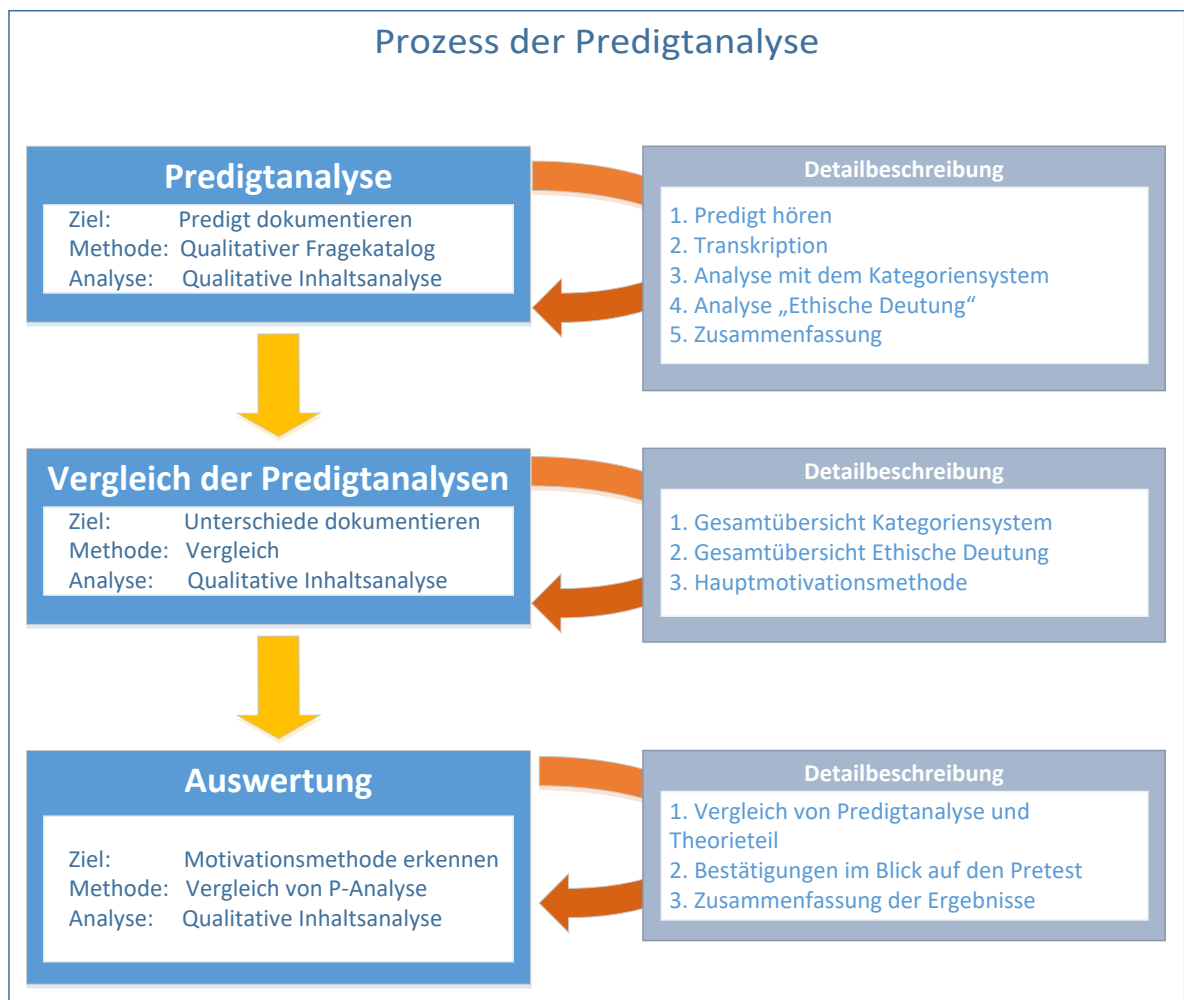 Prozess der Predigtanalyse
Predigtanalyse
Ziel: Predigt dokumentieren
Methode: Qualitativer Fragekatalog
Analyse: Qualitative Inhaltsanalyse
Detailbeschreibung
1. Predigt hören
2. Transkription
3. Analyse mit dem Kategoriensystem
4. Analyse „Ethische Deutung“
5. Zusammenfassung
Vergleich der Predigtanalysen
Ziel: Unterschiede dokumentieren
Methode: Vergleich
Analyse: Qualitative Inhaltsanalyse
Detailbeschreibung
1. Gesamtübersicht Kategoriensystem
2. Gesamtübersicht Ethische Deutung
3. Hauptmotivationsmethode
Auswertung
Ziel: Motivationsmethode erkennen
Methode: Vergleich von P-Analyse
Analyse: Qualitative Inhaltsanalyse
Detailbeschreibung
1. Vergleich von Predigtanalyse und
Theorieteil
2. Bestätigungen im Blick auf den Pretest
3. Zusammenfassung der Ergebnisse